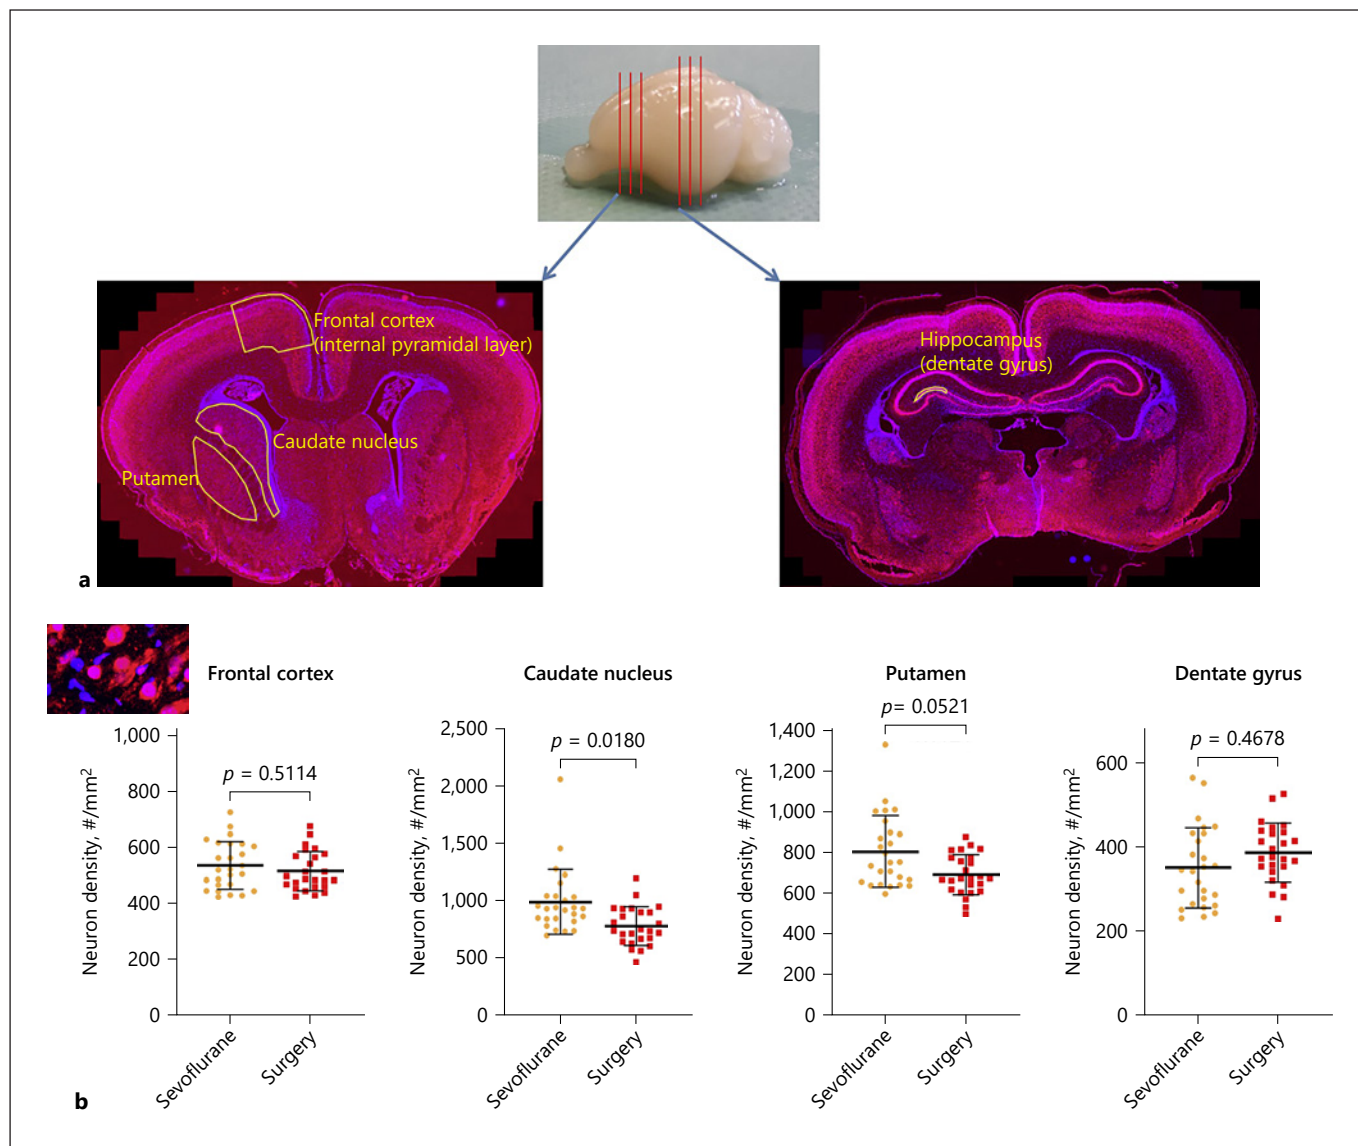 Frontal cortex
(internal pyramidal layer)
Caudate nucleus
Putamen
Hippocampus
(dentate gyrus)
a
Frontal cortex
Neuron density, #/mm²
1,000
800
600
400
200
0
p = 0.5114
Sevoflurane
Surgery
Caudate nucleus
Neuron density, #/mm²
2,500
2,000
1,500
1,000
500
0
p = 0.0180
Sevoflurane
Surgery
Putamen
Neuron density, #/mm²
1,400
1,200
1,000
800
600
400
200
0
p= 0.0521
Sevoflurane
Surgery
Dentate gyrus
Neuron density, #/mm²
600
400
200
0
p = 0.4678
Sevoflurane
Surgery
b